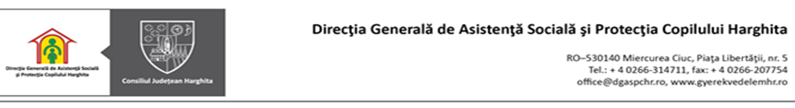 Direcţia Generală de Asistenţă Socială şi Protecţia Copilului Harghita
RO–530140 Miercurea Ciuc, Piaţa Libertăţii, nr. 5
Tel.: + 4 0266-314711, fax: + 4 0266-207754
office@dgaspchr.ro, www.gyerekvedelemhr.ro
Direcţia Generală de Asistenţă Socială
şi Protecţia Copilului Harghita
Consiliul Judeţean Harghita